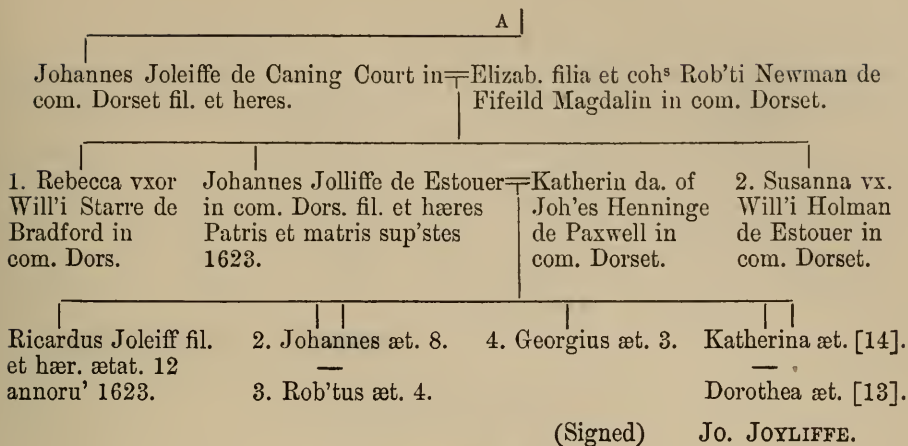 A
Johannes Joleiffe de Caning Court in
com. Dorset fil. et heres.
Elizab. filia et cohˢ Rob'ti Newman de
Fifeild Magdalin in com. Dorset.
1. Rebecca vxor
Will'i Starre de
Bradford in
com. Dors.
Johannes Jolliffe de Estouer
in com. Dors. fil. et hæres
Patris et matris sup'stes
1623.
Katherin da. of
Joh'es Henninge
de Paxwell in
com. Dorset.
2. Susanna vx.
Will'i Holman
de Estouer in
com. Dorset.
Ricardus Joleiff fil.
et hær. ætat. 12
annoru' 1623.
2. Johannes æt. 8.
—
3. Rob'tus æt. 4.
4. Georgius æt. 3.
Katherina æt. [14].
—
Dorothea æt. [13].
(Signed) Jo. Joyliffe.